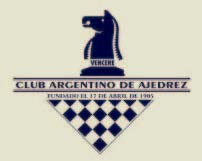 VENCERE
CLUB ARGENTINO DE AJEDREZ
FUNDADO EL 17 DE ABRIL DE 1905